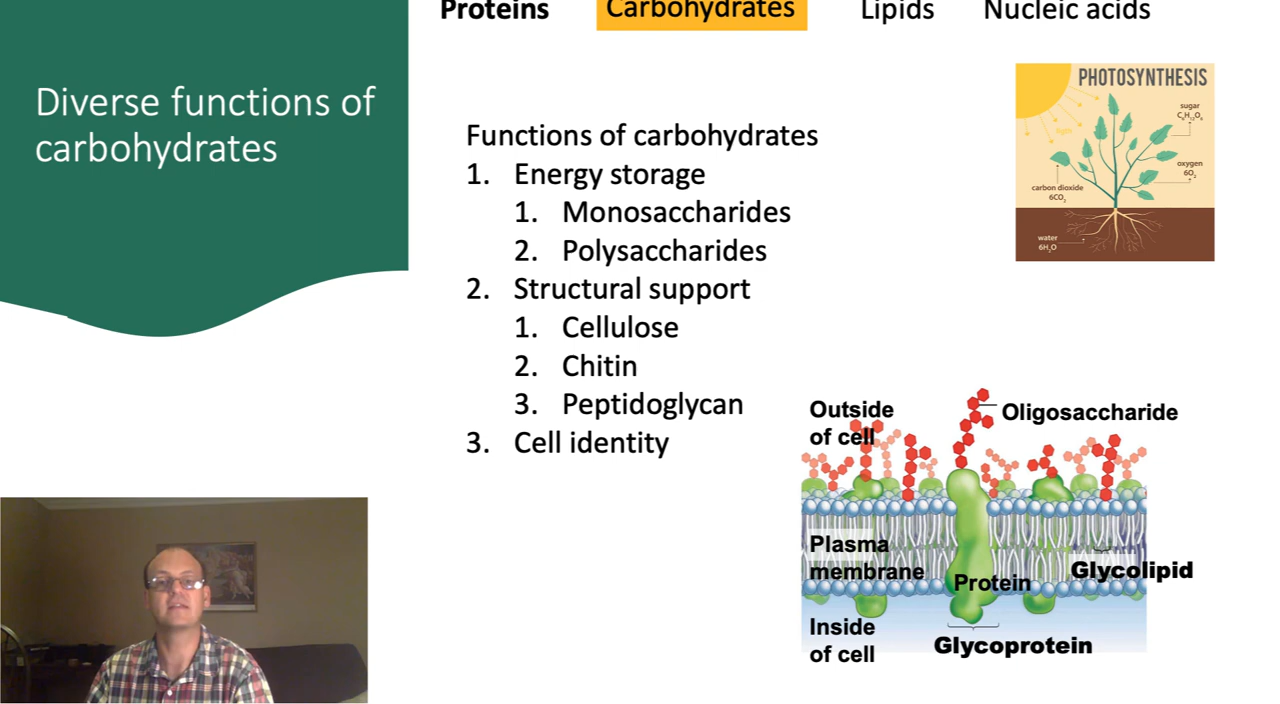 Proteins Carbohydrates Lipids Nucleic acids
Diverse functions of
carbohydrates
Functions of carbohydrates
1. Energy storage
1. Monosaccharides
2. Polysaccharides
2. Structural support
1. Cellulose
2. Chitin
3. Peptidoglycan
3. Cell identity
PHOTOSYNTHESIS
sugar
C₆H₁₂O₆
light
oxygen
6O₂
carbon dioxide
6CO₂
water
6H₂O
Outside
of cell
Oligosaccharide
Plasma
membrane
Protein
Glycolipid
Inside
of cell
Glycoprotein